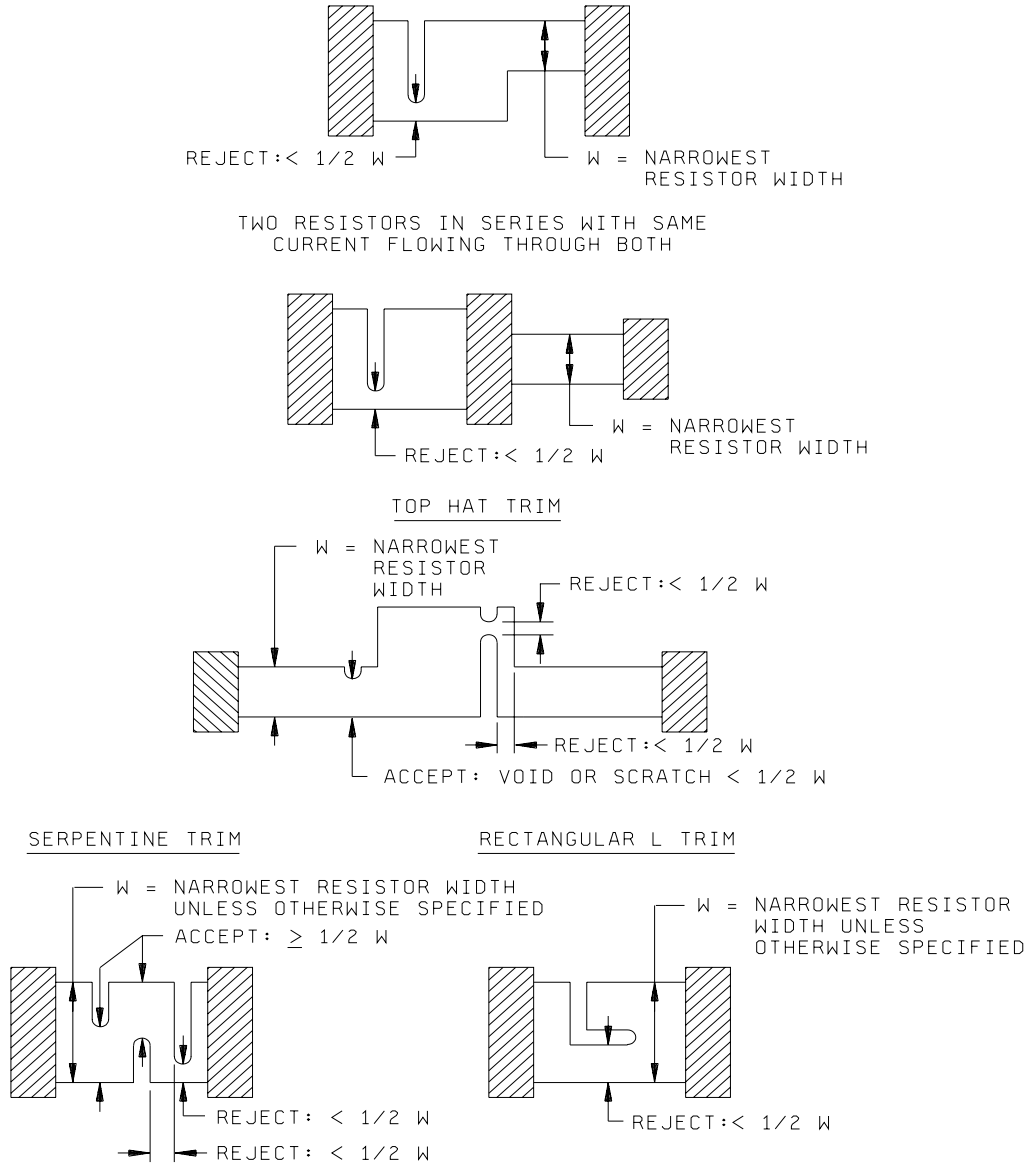 REJECT:< 1/2 W
W = NARROWEST
RESISTOR WIDTH
TWO RESISTORS IN SERIES WITH SAME
CURRENT FLOWING THROUGH BOTH
W = NARROWEST
RESISTOR WIDTH
REJECT:< 1/2 W
TOP HAT TRIM
W = NARROWEST
RESISTOR
WIDTH
REJECT:< 1/2 W
REJECT:< 1/2 W
ACCEPT: VOID OR SCRATCH < 1/2 W
SERPENTINE TRIM
W = NARROWEST RESISTOR WIDTH
UNLESS OTHERWISE SPECIFIED
ACCEPT: ≥ 1/2 W
REJECT: < 1/2 W
REJECT: < 1/2 W
RECTANGULAR L TRIM
W = NARROWEST RESISTOR
WIDTH UNLESS
OTHERWISE SPECIFIED
REJECT:< 1/2 W